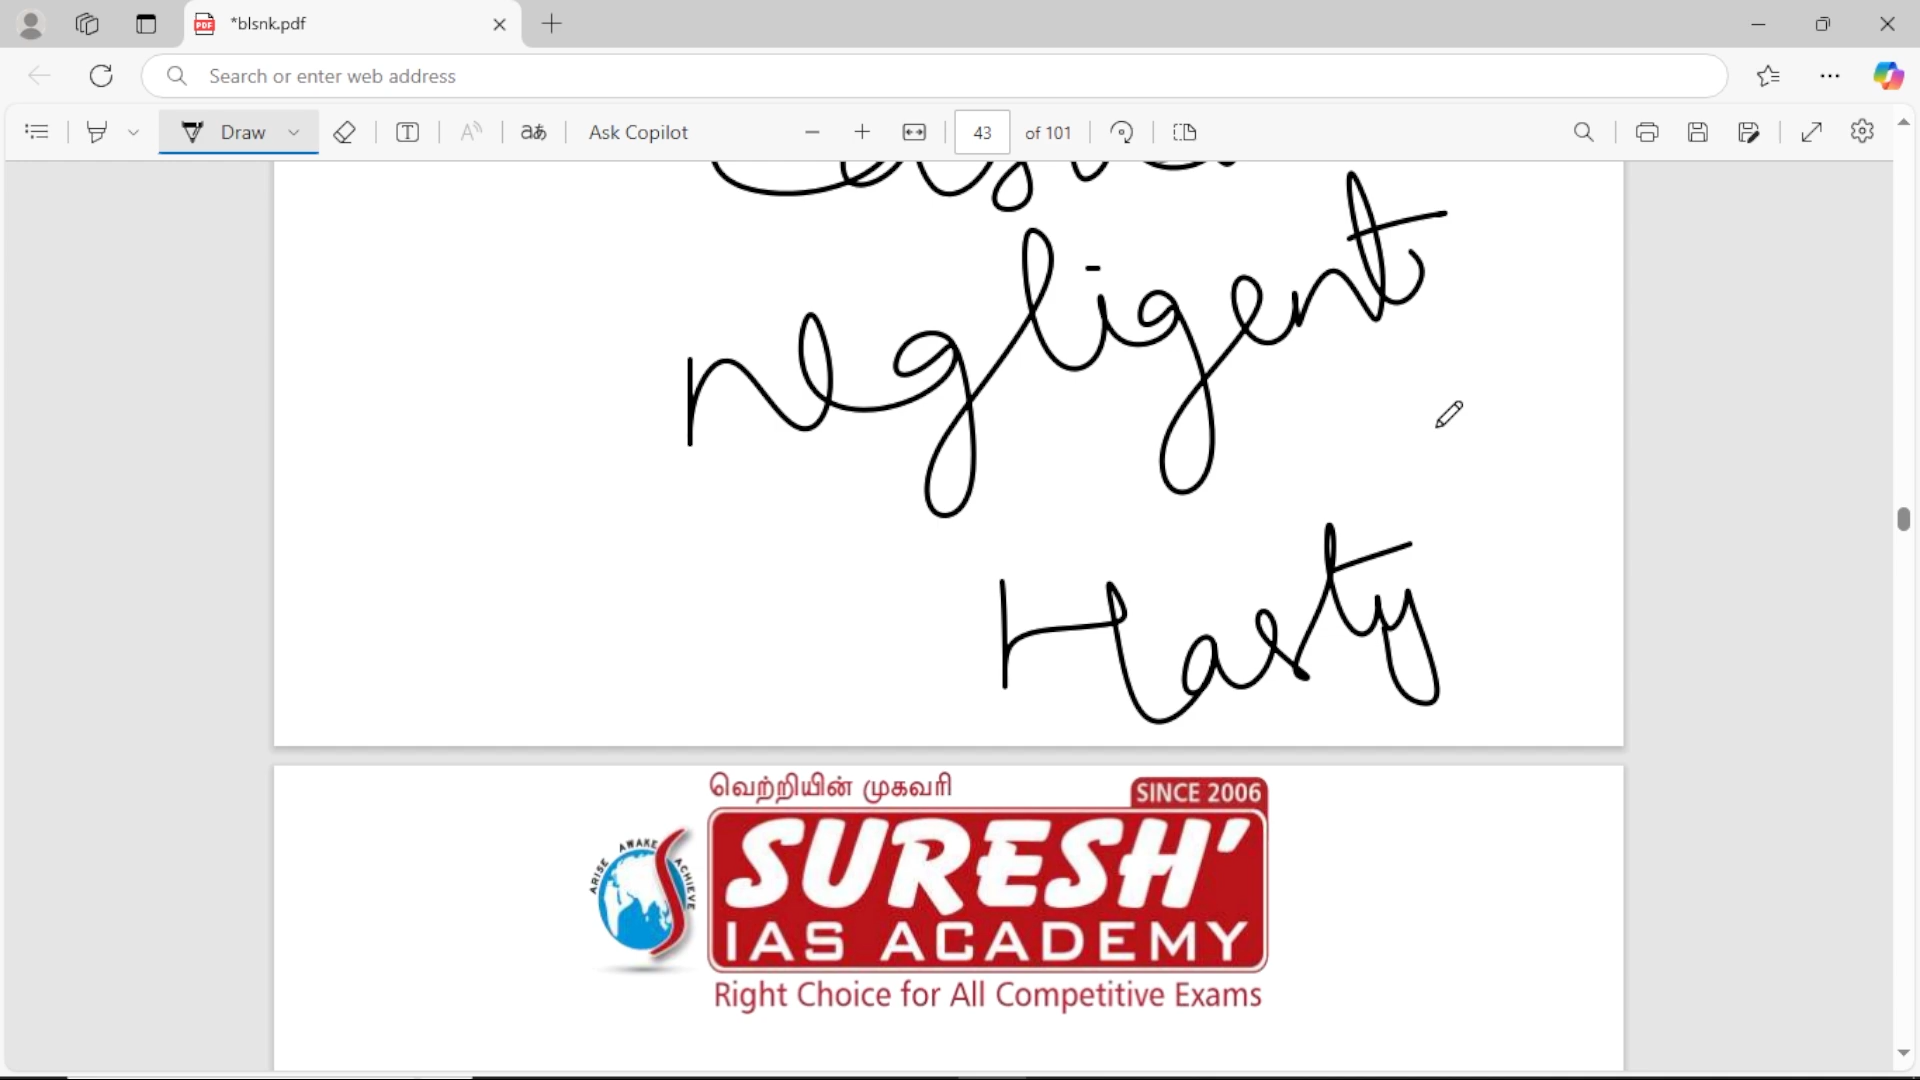 *blsnk.pdf
Search or enter web address
Draw
Ask Copilot
43 of 101
negligent
Hasty
வெற்றியின் முகவரி
SINCE 2006
ARISE AWAKE ACHIEVE
SURESH'
IAS ACADEMY
Right Choice for All Competitive Exams